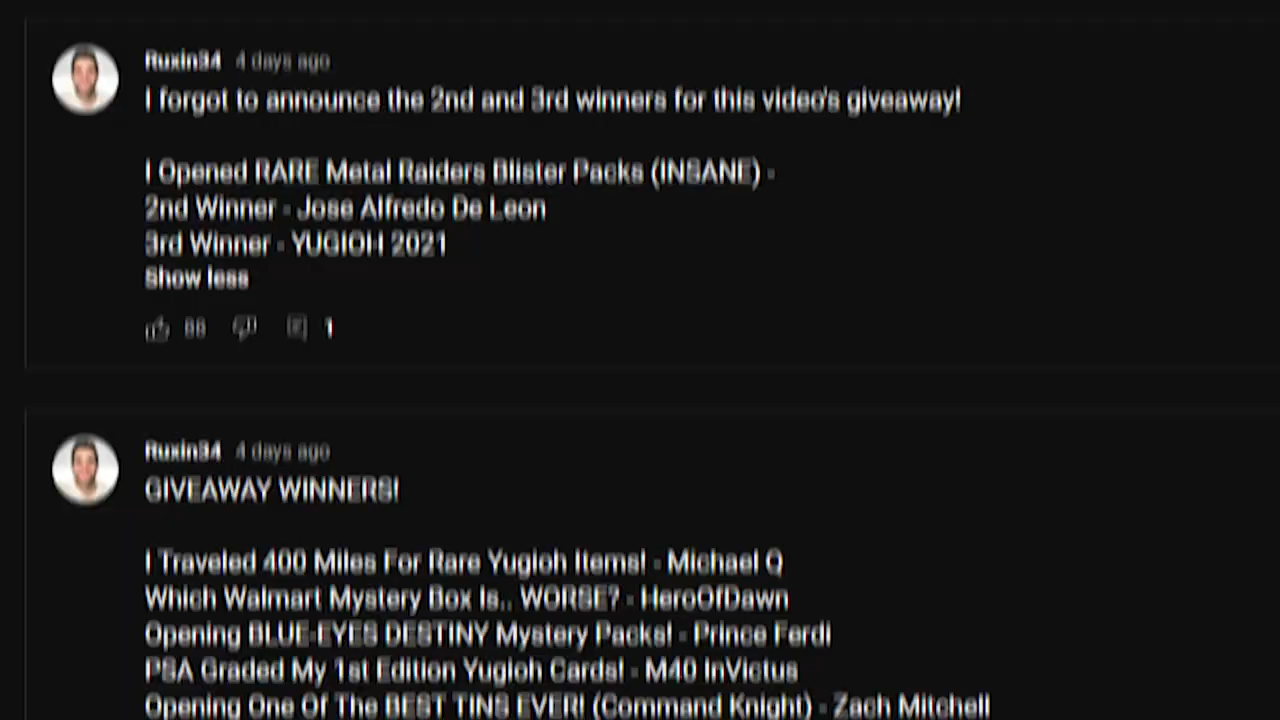 Ruxin34 4 days ago
I forgot to announce the 2nd and 3rd winners for this video's giveaway!
I Opened RARE Metal Raiders Blister Packs (INSANE) -
2nd Winner - Jose Alfredo De Leon
3rd Winner - YUGIOH 2021
Show less
88 1
Ruxin34 4 days ago
GIVEAWAY WINNERS!
I Traveled 400 Miles For Rare Yugioh Items! - Michael Q
Which Walmart Mystery Box Is.. WORSE? - HeroOfDawn
Opening BLUE-EYES DESTINY Mystery Packs! - Prince Ferdi
PSA Graded My 1st Edition Yugioh Cards! - M40 InVictus
Opening One Of The BEST TINS EVER! (Command Knight) - Zach Mitchell